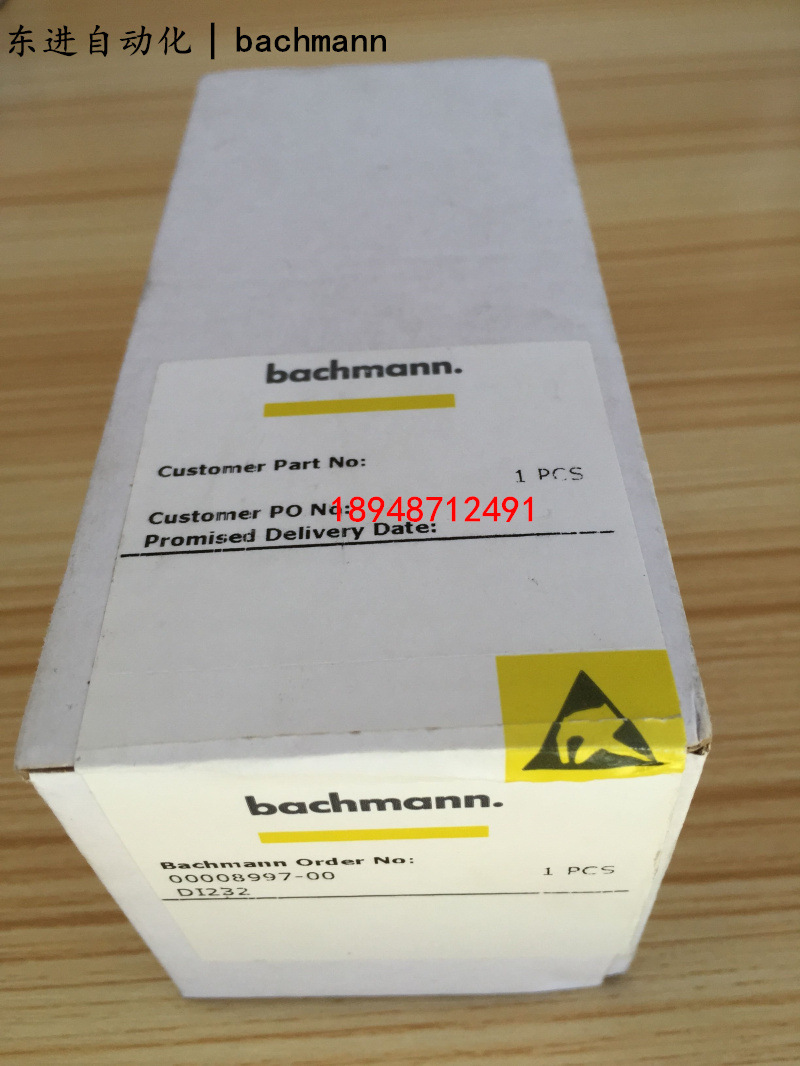 东进自动化 | bachmann
bachmann.
Customer Part No:
1 PCS
Customer PO No:
18948712491
Promised Delivery Date:
bachmann.
Bachmann Order No:
00008997-00
1 PCS
DI232